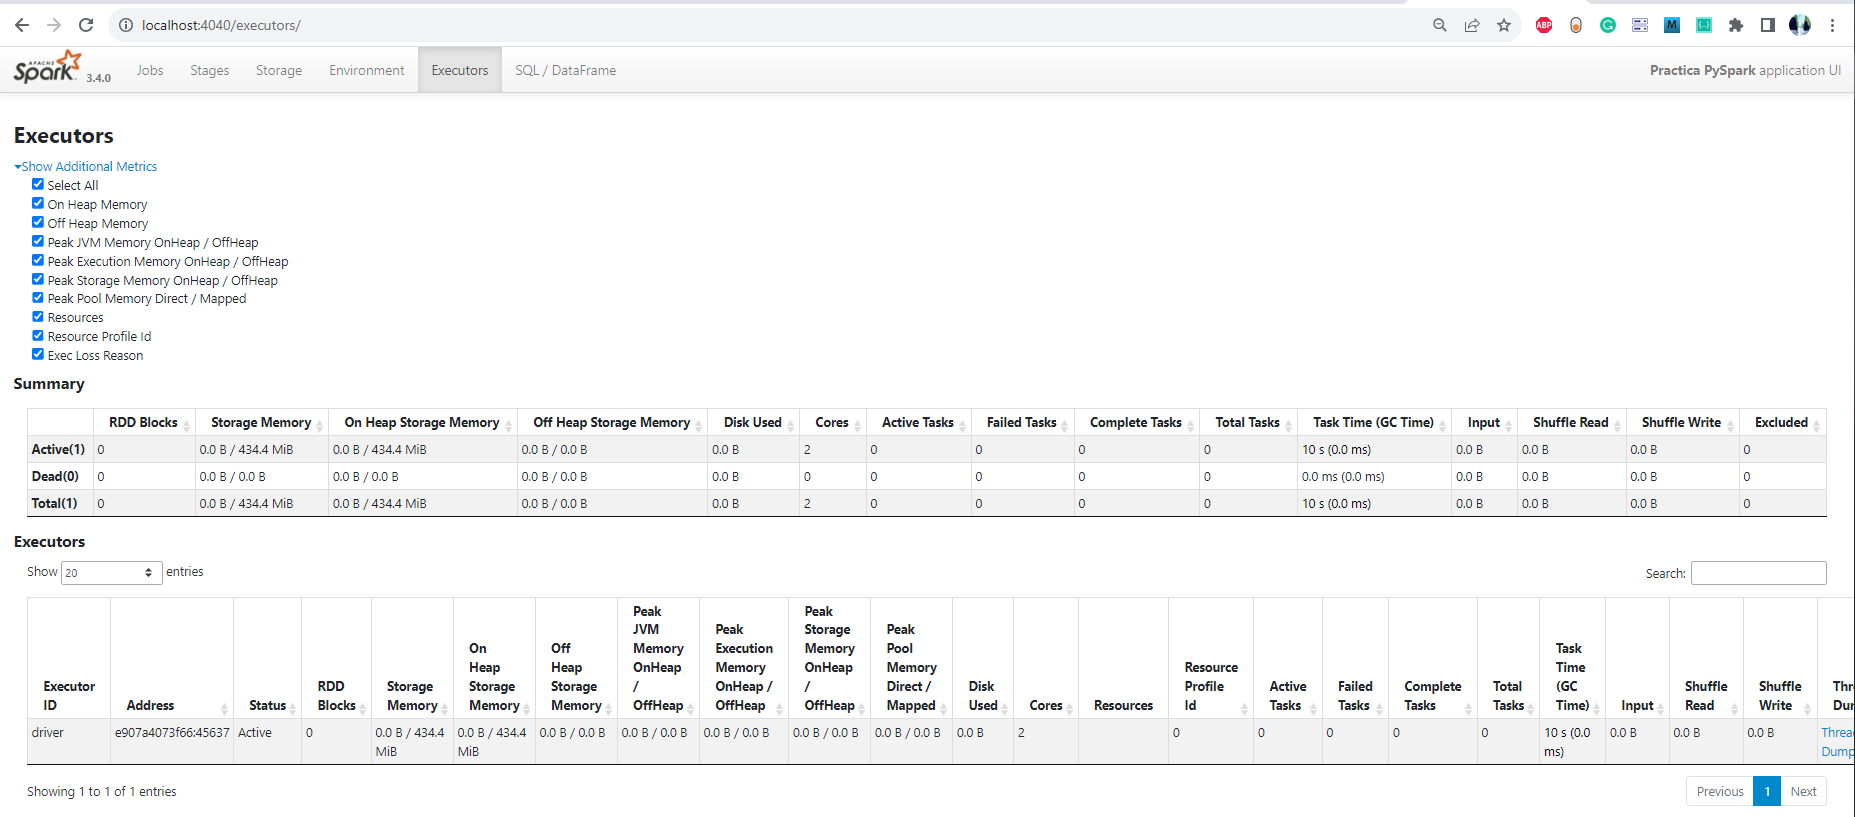 localhost:4040/executors/
ABP
M
APACHE
Spark 3.4.0 Jobs Stages Storage Environment Executors SQL / DataFrame Practica PySpark application UI
Executors
Show Additional Metrics
Select All
On Heap Memory
Off Heap Memory
Peak JVM Memory OnHeap / OffHeap
Peak Execution Memory OnHeap / OffHeap
Peak Storage Memory OnHeap / OffHeap
Peak Pool Memory Direct / Mapped
Resources
Resource Profile Id
Exec Loss Reason
Summary
RDD Blocks Storage Memory On Heap Storage Memory Off Heap Storage Memory Disk Used Cores Active Tasks Failed Tasks Complete Tasks Total Tasks Task Time (GC Time) Input Shuffle Read Shuffle Write Excluded
Active(1) 0 0.0 B / 434.4 MiB 0.0 B / 434.4 MiB 0.0 B / 0.0 B 0.0 B 2 0 0 0 0 10 s (0.0 ms) 0.0 B 0.0 B 0.0 B 0
Dead(0) 0 0.0 B / 0.0 B 0.0 B / 0.0 B 0.0 B / 0.0 B 0.0 B 0 0 0 0 0 0.0 ms (0.0 ms) 0.0 B 0.0 B 0.0 B 0
Total(1) 0 0.0 B / 434.4 MiB 0.0 B / 434.4 MiB 0.0 B / 0.0 B 0.0 B 2 0 0 0 0 10 s (0.0 ms) 0.0 B 0.0 B 0.0 B 0
Executors
Show 20 entries Search:
Executor ID Address Status RDD Blocks Storage Memory On Heap Storage Memory Off Heap Storage Memory Peak JVM Memory OnHeap / OffHeap Peak Execution Memory OnHeap / OffHeap Peak Storage Memory OnHeap / OffHeap Peak Pool Memory Direct / Mapped Disk Used Cores Resources Resource Profile Id Active Tasks Failed Tasks Complete Tasks Total Tasks Task Time (GC Time) Input Shuffle Read Shuffle Write
driver e907a4073f66:45637 Active 0 0.0 B / 434.4 MiB 0.0 B / 434.4 MiB 0.0 B / 0.0 B 0.0 B / 0.0 B 0.0 B / 0.0 B 0.0 B / 0.0 B 0.0 B / 0.0 B 0.0 B 2 0 0 0 0 0 10 s (0.0 ms) 0.0 B 0.0 B 0.0 B Dump
Showing 1 to 1 of 1 entries Previous 1 Next